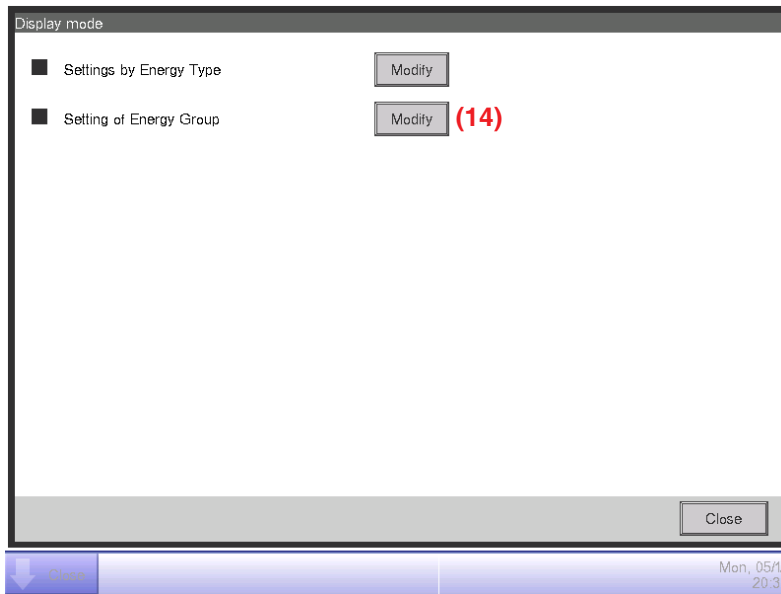 Display mode
Settings by Energy Type Modify
Setting of Energy Group Modify (14)
Close
Close
Mon, 05/1
20:3